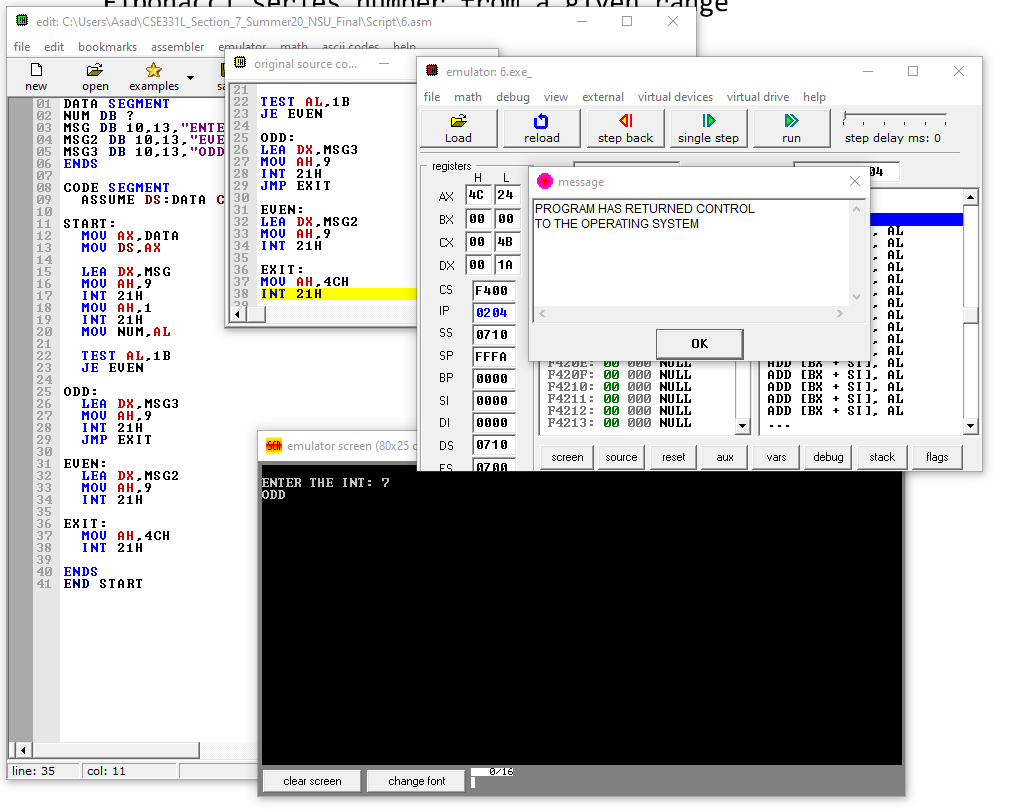 Fibonacci series number from a given range
edit: C:\Users\Asad\CSE331L_Section_7_Summer20_NSU_Final\Script\6.asm
file edit bookmarks assembler emulator math ascii codes help
new open examples
01 DATA SEGMENT
02 NUM DB ?
03 MSG DB 10,13,"ENTE
04 MSG2 DB 10,13,"EVE
05 MSG3 DB 10,13,"ODD
06 ENDS
07
08 CODE SEGMENT
09 ASSUME DS:DATA C
10
11 START:
12 MOV AX,DATA
13 MOV DS,AX
14
15 LEA DX,MSG
16 MOV AH,9
17 INT 21H
18 MOV AH,1
19 INT 21H
20 MOV NUM,AL
21
22 TEST AL,1B
23 JE EVEN
24
25 ODD:
26 LEA DX,MSG3
27 MOV AH,9
28 INT 21H
29 JMP EXIT
30
31 EVEN:
32 LEA DX,MSG2
33 MOV AH,9
34 INT 21H
35
36 EXIT:
37 MOV AH,4CH
38 INT 21H
39
40 ENDS
41 END START
line: 35 col: 11
original source co...
21
22 TEST AL,1B
23 JE EVEN
24
25 ODD:
26 LEA DX,MSG3
27 MOV AH,9
28 INT 21H
29 JMP EXIT
30
31 EVEN:
32 LEA DX,MSG2
33 MOV AH,9
34 INT 21H
35
36 EXIT:
37 MOV AH,4CH
38 INT 21H
39
emulator: 6.exe_
file math debug view external virtual devices virtual drive help
Load reload step back single step run step delay ms: 0
registers
H L
AX 4C 24
BX 00 00
CX 00 4B
DX 00 1A
CS F400
IP 0204
SS 0710
SP FFFA
BP 0000
SI 0000
DI 0000
DS 0710
ES 0700
04
, AL
, AL
, AL
, AL
, AL
, AL
, AL
, AL
, AL
, AL
, AL
F420E: 00 000 NULL ADD [BX + SI], AL
F420F: 00 000 NULL ADD [BX + SI], AL
F4210: 00 000 NULL ADD [BX + SI], AL
F4211: 00 000 NULL ADD [BX + SI], AL
F4212: 00 000 NULL ADD [BX + SI], AL
F4213: 00 000 NULL ...
screen source reset aux vars debug stack flags
message
PROGRAM HAS RETURNED CONTROL
TO THE OPERATING SYSTEM
OK
emulator screen (80x25 c
ENTER THE INT: 7
ODD
clear screen change font 0/16